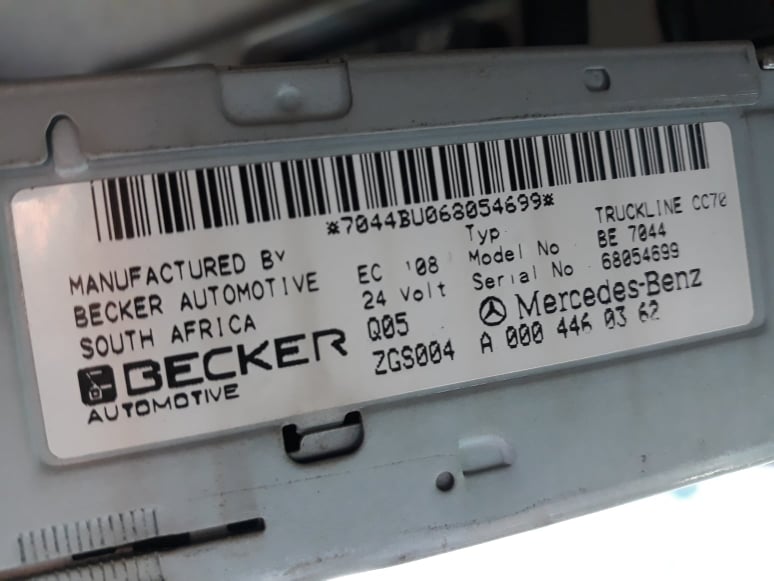 *7044BU068054699*
MANUFACTURED BY
BECKER AUTOMOTIVE
SOUTH AFRICA
BECKER
AUTOMOTIVE
EC '08
24 Volt
Q05
ZGS004
Typ TRUCKLINE CC70
Model No BE 7044
Serial No 68054699
Mercedes-Benz
A 000 446 03 62